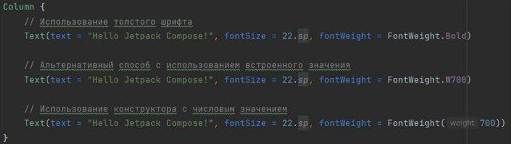 Column {
// Использование толстого шрифта
Text(text = "Hello Jetpack Compose!", fontSize = 22.sp, fontWeight = FontWeight.Bold)
// Альтернативный способ с использованием встроенного значения
Text(text = "Hello Jetpack Compose!", fontSize = 22.sp, fontWeight = FontWeight.W700)
// Использование конструктора с числовым значением
Text(text = "Hello Jetpack Compose!", fontSize = 22.sp, fontWeight = FontWeight( weight: 700))
}